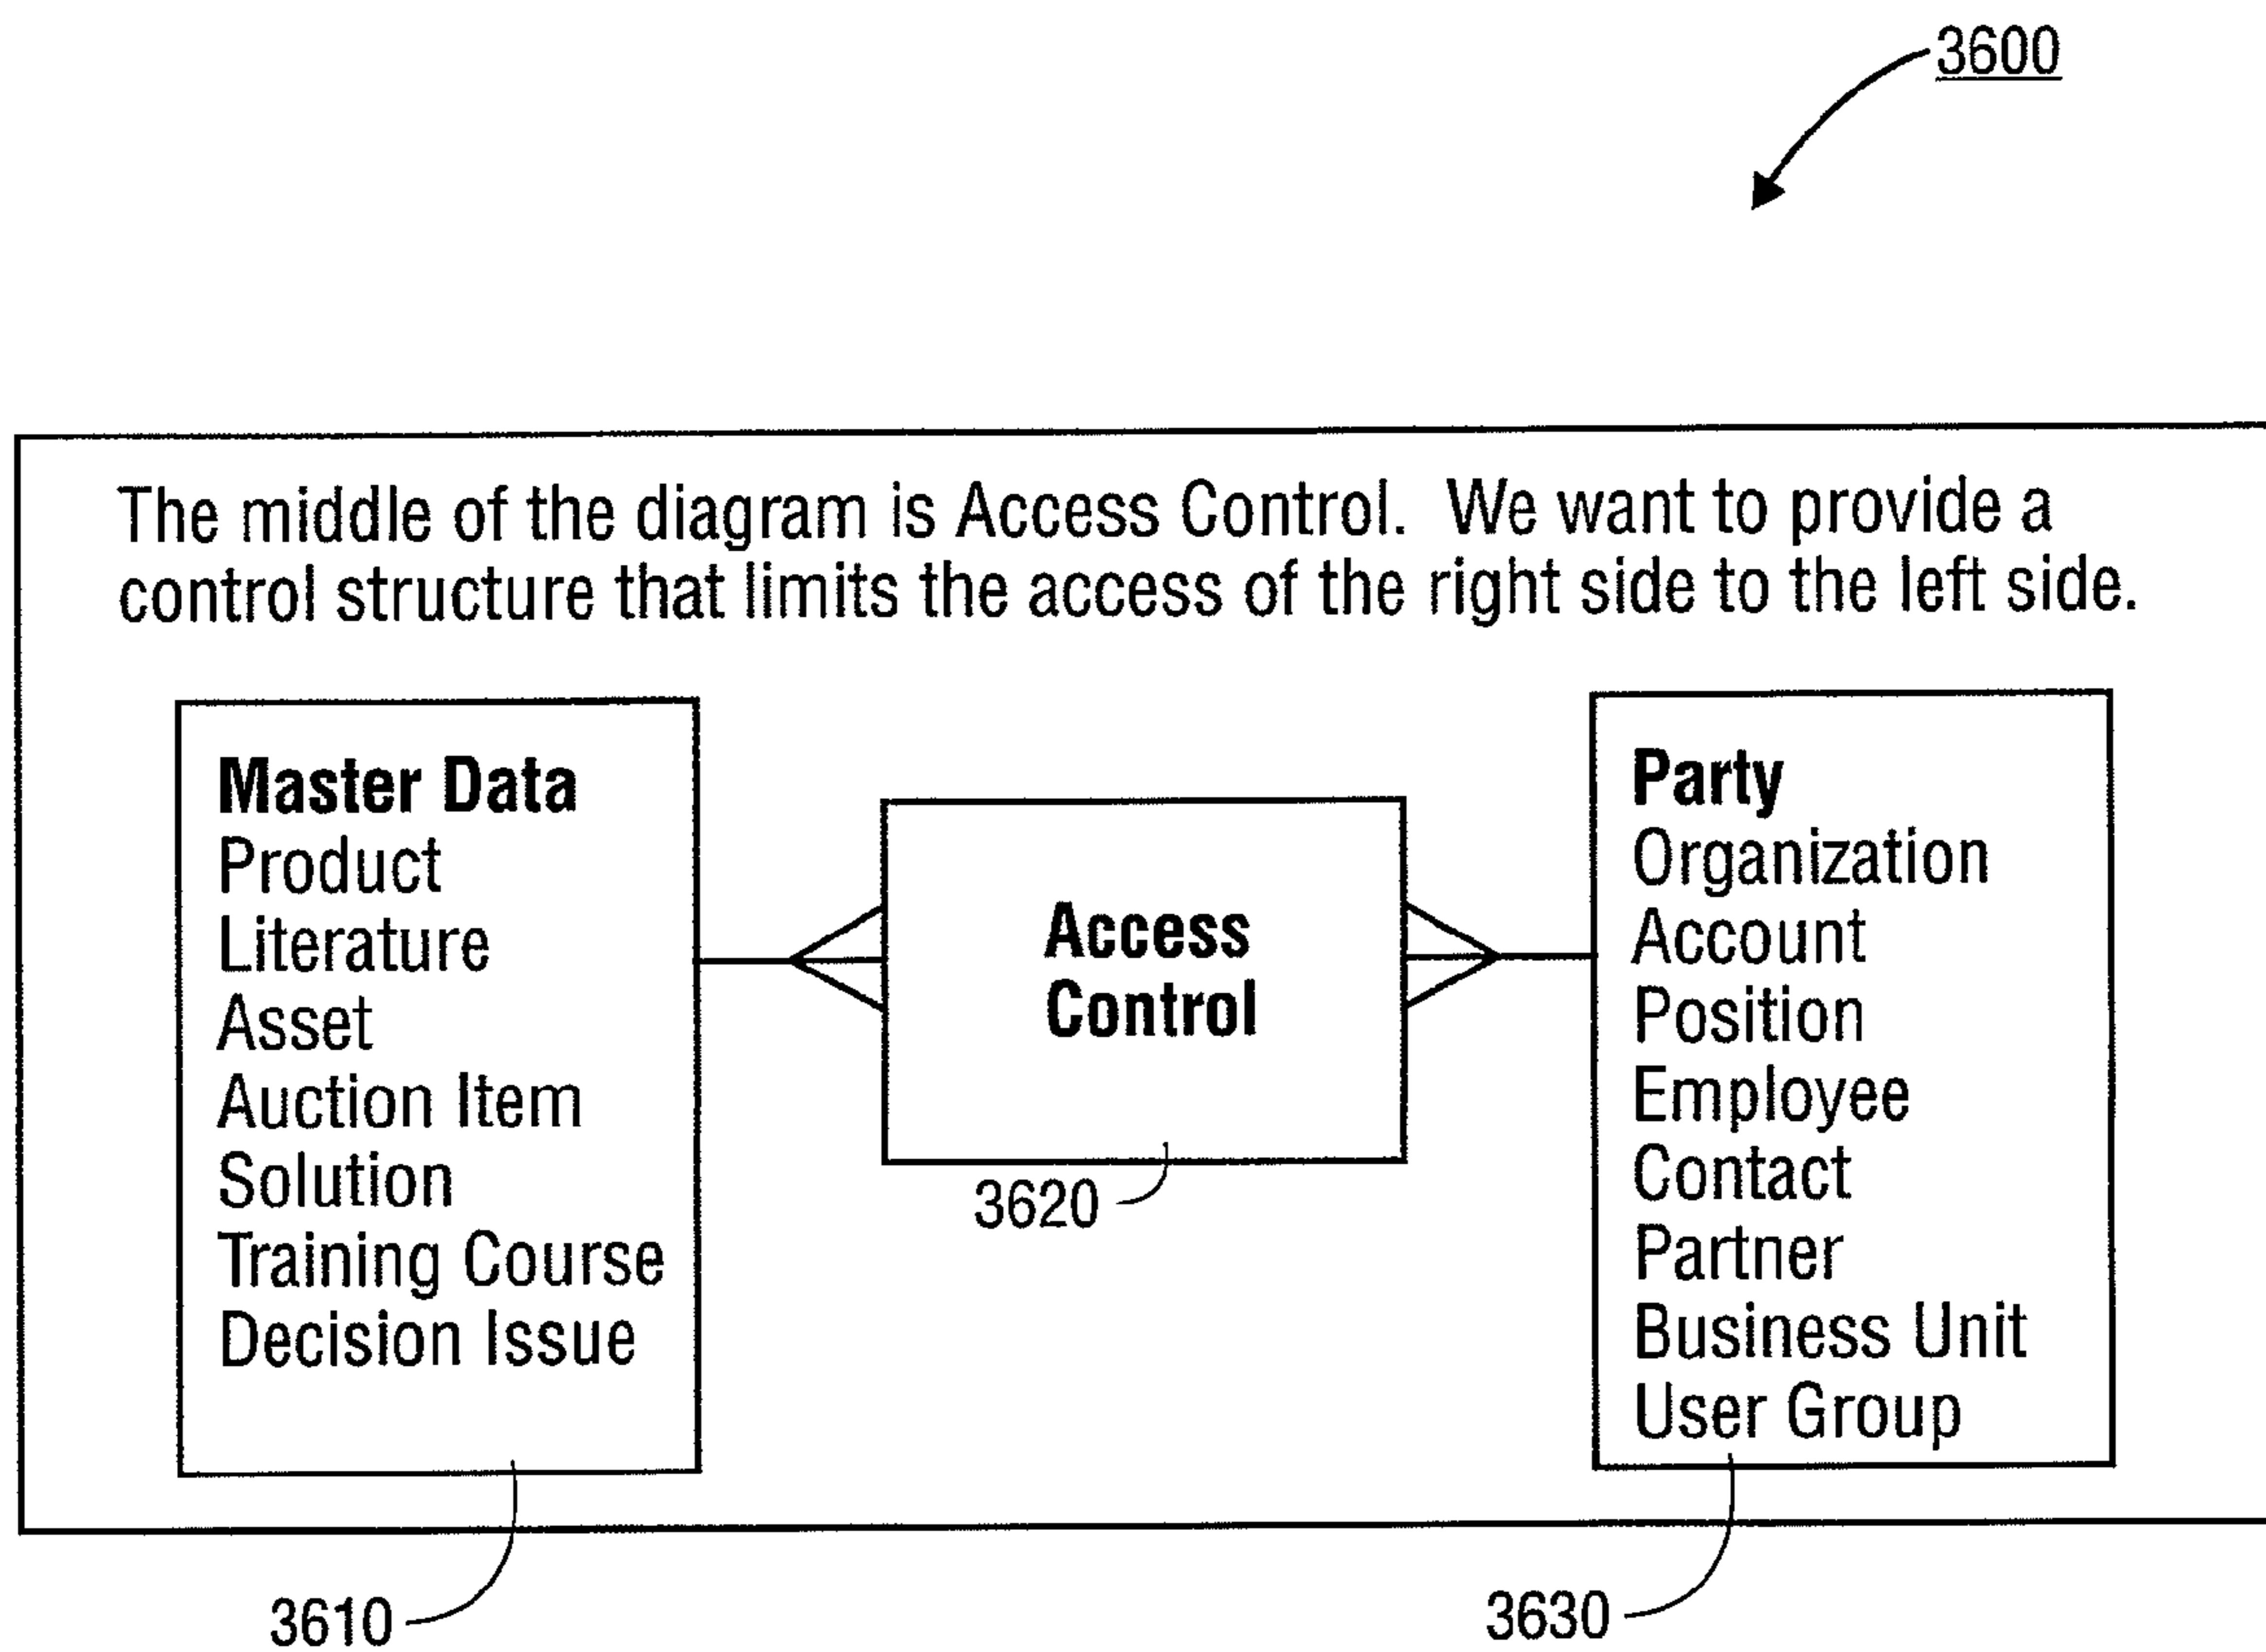 3600
The middle of the diagram is Access Control. We want to provide a
control structure that limits the access of the right side to the left side.
Master Data
Product
Literature
Asset
Auction Item
Solution
Training Course
Decision Issue
Access
Control
3620
Party
Organization
Account
Position
Employee
Contact
Partner
Business Unit
User Group
3610
3630